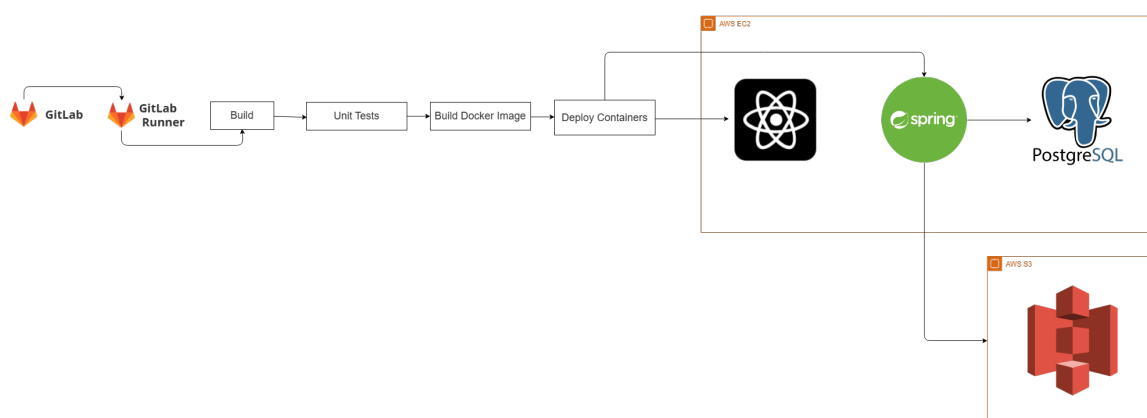 AWS EC2
GitLab
GitLab
Runner
Build
Unit Tests
Build Docker Image
Deploy Containers
spring
PostgreSQL
AWS S3